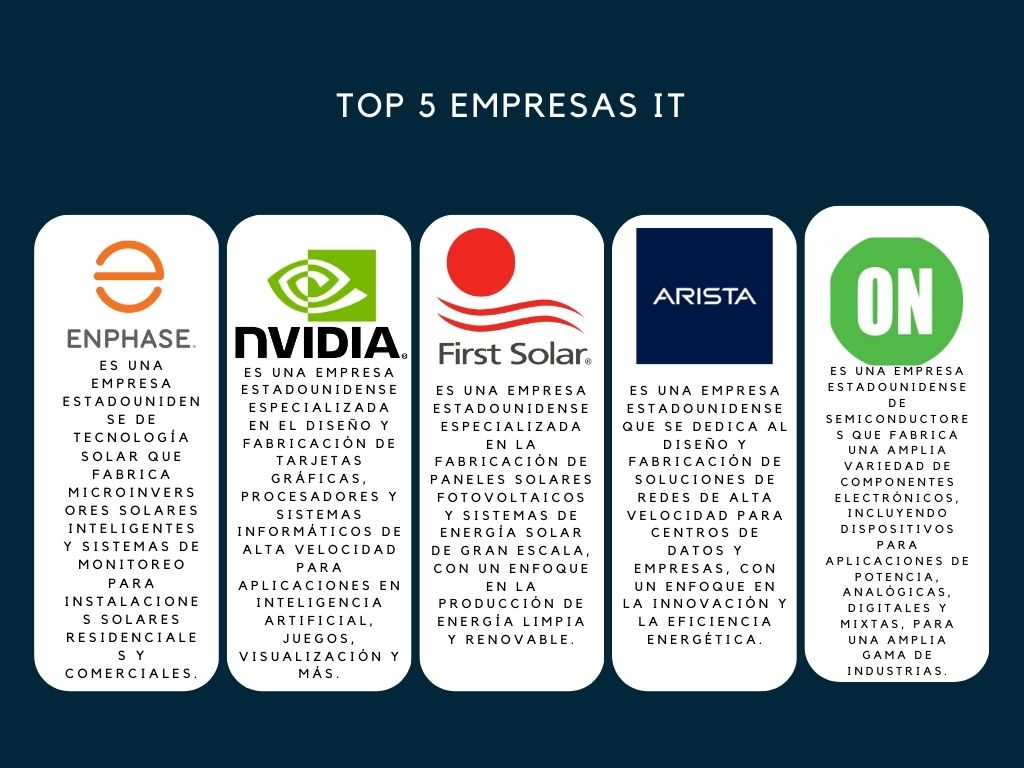 TOP 5 EMPRESAS IT
ENPHASE.
ES UNA
EMPRESA
ESTADOUNIDEN
SE DE
TECNOLOGÍA
SOLAR QUE
FABRICA
MICROINVERS
ORES SOLARES
INTELIGENTES
Y SISTEMAS DE
MONITOREO
PARA
INSTALACIONE
S SOLARES
RESIDENCIALE
S Y
COMERCIALES.
NVIDIA®
ES UNA EMPRESA
ESTADOUNIDENSE
ESPECIALIZADA
EN EL DISEÑO Y
FABRICACIÓN DE
TARJETAS
GRÁFICAS,
PROCESADORES Y
SISTEMAS
INFORMÁTICOS DE
ALTA VELOCIDAD
PARA
APLICACIONES EN
INTELIGENCIA
ARTIFICIAL,
JUEGOS,
VISUALIZACIÓN Y
MÁS.
First Solar®
ES UNA EMPRESA
ESTADOUNIDENSE
ESPECIALIZADA
EN LA
FABRICACIÓN DE
PANELES SOLARES
FOTOVOLTAICOS
Y SISTEMAS DE
ENERGÍA SOLAR
DE GRAN ESCALA,
CON UN ENFOQUE
EN LA
PRODUCCIÓN DE
ENERGÍA LIMPIA
Y RENOVABLE.
ARISTA
ES UNA EMPRESA
ESTADOUNIDENSE
QUE SE DEDICA AL
DISEÑO Y
FABRICACIÓN DE
SOLUCIONES DE
REDES DE ALTA
VELOCIDAD PARA
CENTROS DE
DATOS Y
EMPRESAS, CON
UN ENFOQUE EN
LA INNOVACIÓN Y
LA EFICIENCIA
ENERGÉTICA.
ON
ES UNA EMPRESA
ESTADOUNIDENSE
DE
SEMICONDUCTORE
S QUE FABRICA
UNA AMPLIA
VARIEDAD DE
COMPONENTES
ELECTRÓNICOS,
INCLUYENDO
DISPOSITIVOS
PARA
APLICACIONES DE
POTENCIA,
ANALÓGICAS,
DIGITALES Y
MIXTAS, PARA
UNA AMPLIA
GAMA DE
INDUSTRIAS.